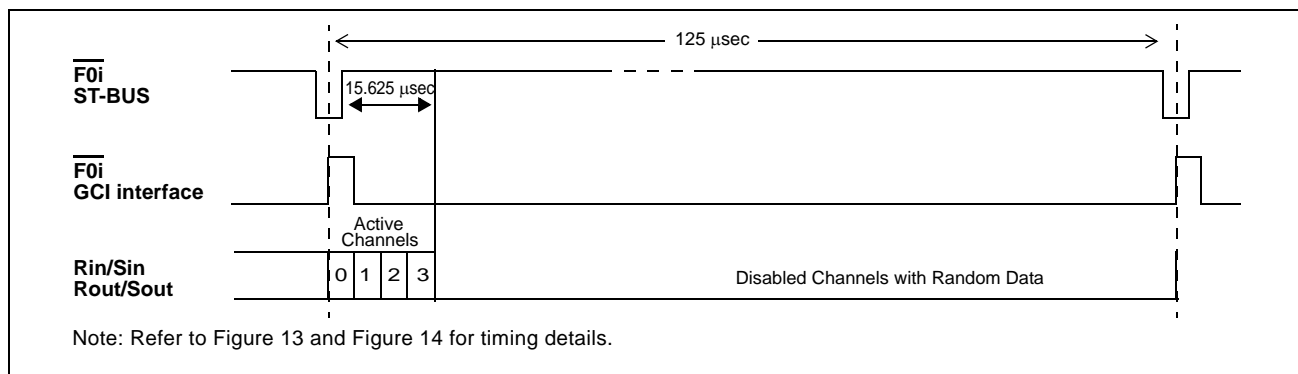 125 μsec
F0i
ST-BUS
15.625 μsec
F0i
GCI interface
Active
Channels
Rin/Sin
Rout/Sout
0 1 2 3
Disabled Channels with Random Data
Note: Refer to Figure 13 and Figure 14 for timing details.